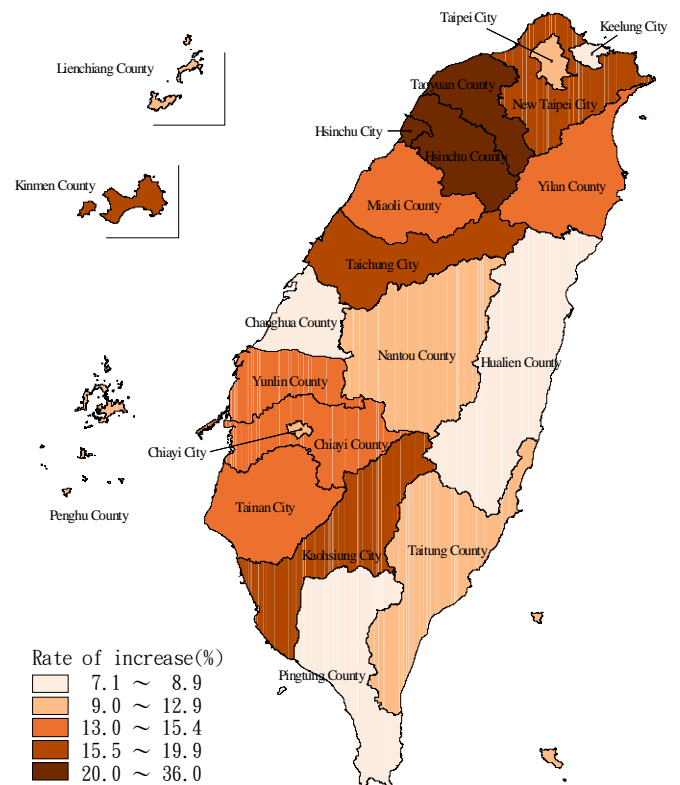 Taipei City
Keelung City
Lienchiang County
Taoyuan County
New Taipei City
Hsinchu City
Hsinchu County
Kinmen County
Yilan County
Miaoli County
Taichung City
Changhua County
Nantou County
Hualien County
Yunlin County
Chiayi City
Chiayi County
Penghu County
Tainan City
Taitung County
Kaohsiung City
Pingtung County
Rate of increase(%)
7.1 ～ 8.9
9.0 ～ 12.9
13.0 ～ 15.4
15.5 ～ 19.9
20.0 ～ 36.0